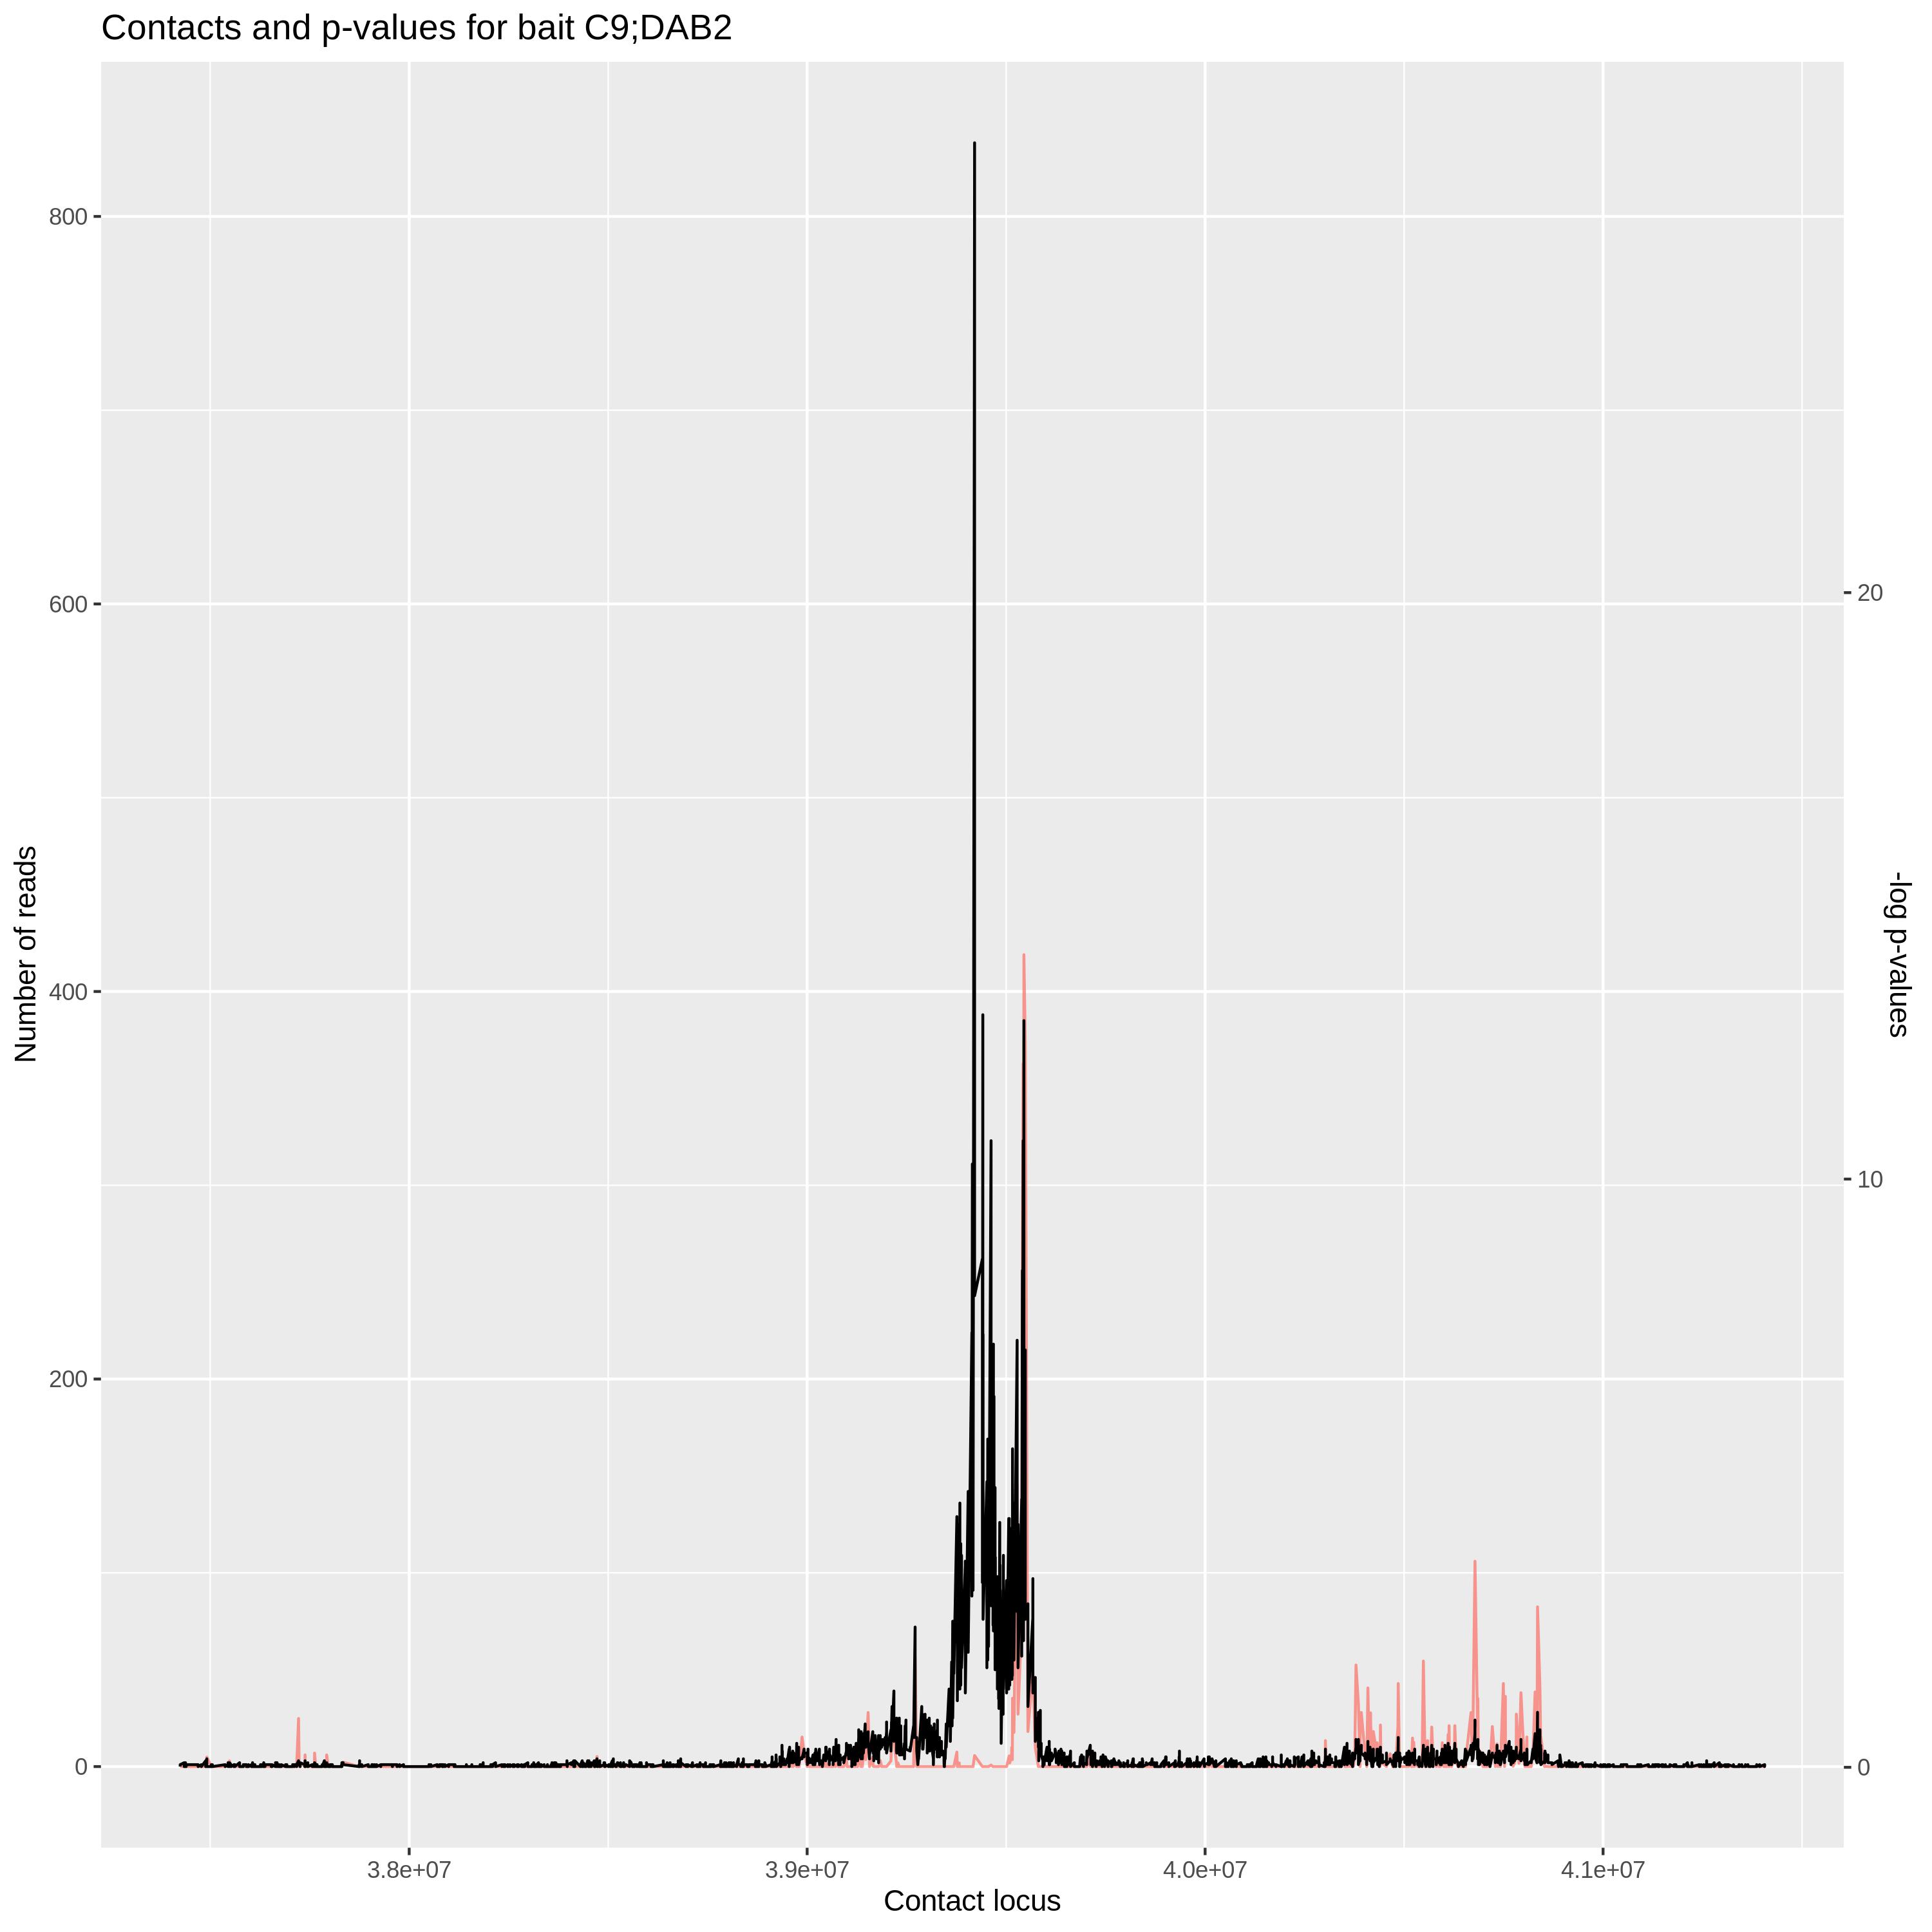 Contacts and p-values for bait C9;DAB2
800
600
400
200
0
Number of reads
20
10
0
-log p-values
3.8e+07
3.9e+07
4.0e+07
4.1e+07
Contact locus